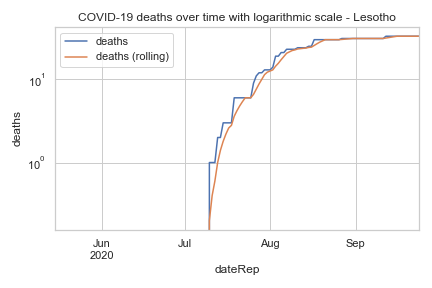 COVID-19 deaths over time with logarithmic scale - Lesotho
deaths
deaths (rolling)
10¹
10⁰
deaths
Jun
2020
Jul
Aug
Sep
dateRep